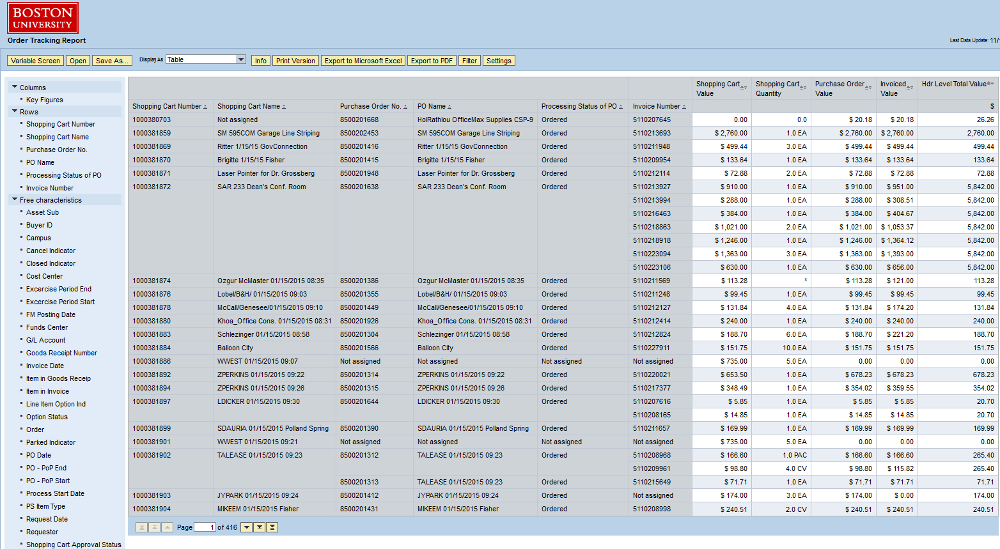 BOSTON
UNIVERSITY
Order Tracking Report
Last Data Update: 11/
Variable Screen Open Save As... Display As Table Info Print Version Export to Microsoft Excel Export to PDF Filter Settings
Columns
Key Figures
Rows
Shopping Cart Number
Shopping Cart Name
Purchase Order No.
PO Name
Processing Status of PO
Invoice Number
Free characteristics
Asset Sub
Buyer ID
Campus
Cancel Indicator
Closed Indicator
Cost Center
Excercise Period End
Excercise Period Start
FM Posting Date
Funds Center
G/L Account
Goods Receipt Number
Invoice Date
Item in Goods Receip
Item in Invoice
Line Item Option Ind
Option Status
Order
Parked Indicator
PO Date
PO - PoP End
PO - PoP Start
Process Start Date
PS Item Type
Request Date
Requester
Shopping Cart Approval Status
Shopping Cart Value Shopping Cart Quantity Purchase Order Value Invoiced Value Hdr Level Total Value
Shopping Cart Number Shopping Cart Name Purchase Order No. PO Name Processing Status of PO Invoice Number $
1000380703 Not assigned 8500201668 HolRathlou OfficeMax Supplies CSP-9 Ordered 5110207645 0.00 0.0 $ 20.18 $ 20.18 26.26
1000381859 SM 595COM Garage Line Striping 8500202453 SM 595COM Garage Line Striping Ordered 5110213693 $ 2,760.00 1.0 EA $ 2,760.00 $ 2,760.00 2,760.00
1000381869 Ritter 1/15/15 GovConnection 8500201416 Ritter 1/15/15 GovConnection Ordered 5110211948 $ 499.44 3.0 EA $ 499.44 $ 499.44 499.44
1000381870 Brigitte 1/15/15 Fisher 8500201415 Brigitte 1/15/15 Fisher Ordered 5110209954 $ 133.64 1.0 EA $ 133.64 $ 133.64 133.64
1000381871 Laser Pointer for Dr. Grossberg 8500201948 Laser Pointer for Dr. Grossberg Ordered 5110212114 $ 72.88 2.0 EA $ 72.88 $ 72.88 72.88
1000381872 SAR 233 Dean's Conf. Room 8500201638 SAR 233 Dean's Conf. Room Ordered 5110213927 $ 910.00 1.0 EA $ 910.00 $ 951.00 5,842.00
5110213994 $ 288.00 1.0 EA $ 288.00 $ 308.51 5,842.00
5110216463 $ 384.00 1.0 EA $ 384.00 $ 404.67 5,842.00
5110218863 $ 1,021.00 2.0 EA $ 1,021.00 $ 1,053.37 5,842.00
5110218918 $ 1,246.00 1.0 EA $ 1,246.00 $ 1,364.12 5,842.00
5110223094 $ 1,363.00 3.0 EA $ 1,363.00 $ 1,393.00 5,842.00
5110223106 $ 630.00 1.0 EA $ 630.00 $ 656.00 5,842.00
1000381874 Ozgur McMaster 01/15/2015 08:35 8500201386 Ozgur McMaster 01/15/2015 08:35 Ordered 5110211569 $ 113.28 * $ 113.28 $ 121.00 113.28
1000381876 Lobel/B&H/ 01/15/2015 09:03 8500201355 Lobel/B&H/ 01/15/2015 09:03 Ordered 5110211248 $ 99.45 1.0 EA $ 99.45 $ 99.45 99.45
1000381878 McCall/Genesee/01/15/2015 09:10 8500201449 McCall/Genesee/01/15/2015 09:10 Ordered 5110212127 $ 131.84 4.0 EA $ 131.84 $ 174.20 131.84
1000381880 Khoa_Office Cons. 01/15/2015 08:31 8500201926 Khoa_Office Cons. 01/15/2015 08:31 Ordered 5110212414 $ 240.00 1.0 EA $ 240.00 $ 240.00 240.00
1000381883 Schlezinger 01/15/2015 08:58 8500201304 Schlezinger 01/15/2015 08:58 Ordered 5110212824 $ 188.70 6.0 EA $ 188.70 $ 221.20 188.70
1000381884 Balloon City 8500201566 Balloon City Ordered 5110227911 $ 151.75 10.0 EA $ 151.75 $ 151.75 151.75
1000381886 WWEST 01/15/2015 09:07 Not assigned Not assigned Not assigned Not assigned $ 735.00 5.0 EA 0.00 0.00 0.00
1000381892 ZPERKINS 01/15/2015 09:22 8500201314 ZPERKINS 01/15/2015 09:22 Ordered 5110220021 $ 653.50 1.0 EA $ 678.23 $ 678.23 678.23
1000381894 ZPERKINS 01/15/2015 09:26 8500201315 ZPERKINS 01/15/2015 09:26 Ordered 5110217377 $ 348.49 1.0 EA $ 354.02 $ 359.55 354.02
1000381897 LDICKER 01/15/2015 09:30 8500201644 LDICKER 01/15/2015 09:30 Ordered 5110207616 $ 5.85 1.0 EA $ 5.85 $ 5.85 20.70
5110208165 $ 14.85 1.0 EA $ 14.85 $ 14.85 20.70
1000381899 SDAURIA 01/15/2015 Polland Spring 8500201390 SDAURIA 01/15/2015 Polland Spring Ordered 5110211657 $ 169.99 1.0 EA $ 169.99 $ 169.99 169.99
1000381901 WWEST 01/15/2015 09:21 Not assigned Not assigned Not assigned Not assigned $ 735.00 5.0 EA 0.00 0.00 0.00
1000381902 TALEASE 01/15/2015 09:23 8500201312 TALEASE 01/15/2015 09:23 Ordered 5110208968 $ 166.60 1.0 PAC $ 166.60 $ 166.60 265.40
5110209961 $ 98.80 4.0 CV $ 98.80 $ 115.82 265.40
8500201313 TALEASE 01/15/2015 09:23 Ordered 5110215649 $ 71.71 1.0 EA $ 71.71 $ 71.71 71.71
1000381903 JYPARK 01/15/2015 09:24 8500201412 JYPARK 01/15/2015 09:24 Ordered Not assigned $ 174.00 3.0 EA $ 174.00 $ 0.00 174.00
1000381904 MIKEEM 01/15/2015 Fisher 8500201431 MIKEEM 01/15/2015 Fisher Ordered 5110208998 $ 240.51 2.0 CV $ 240.51 $ 240.51 240.51
Page 1 of 416